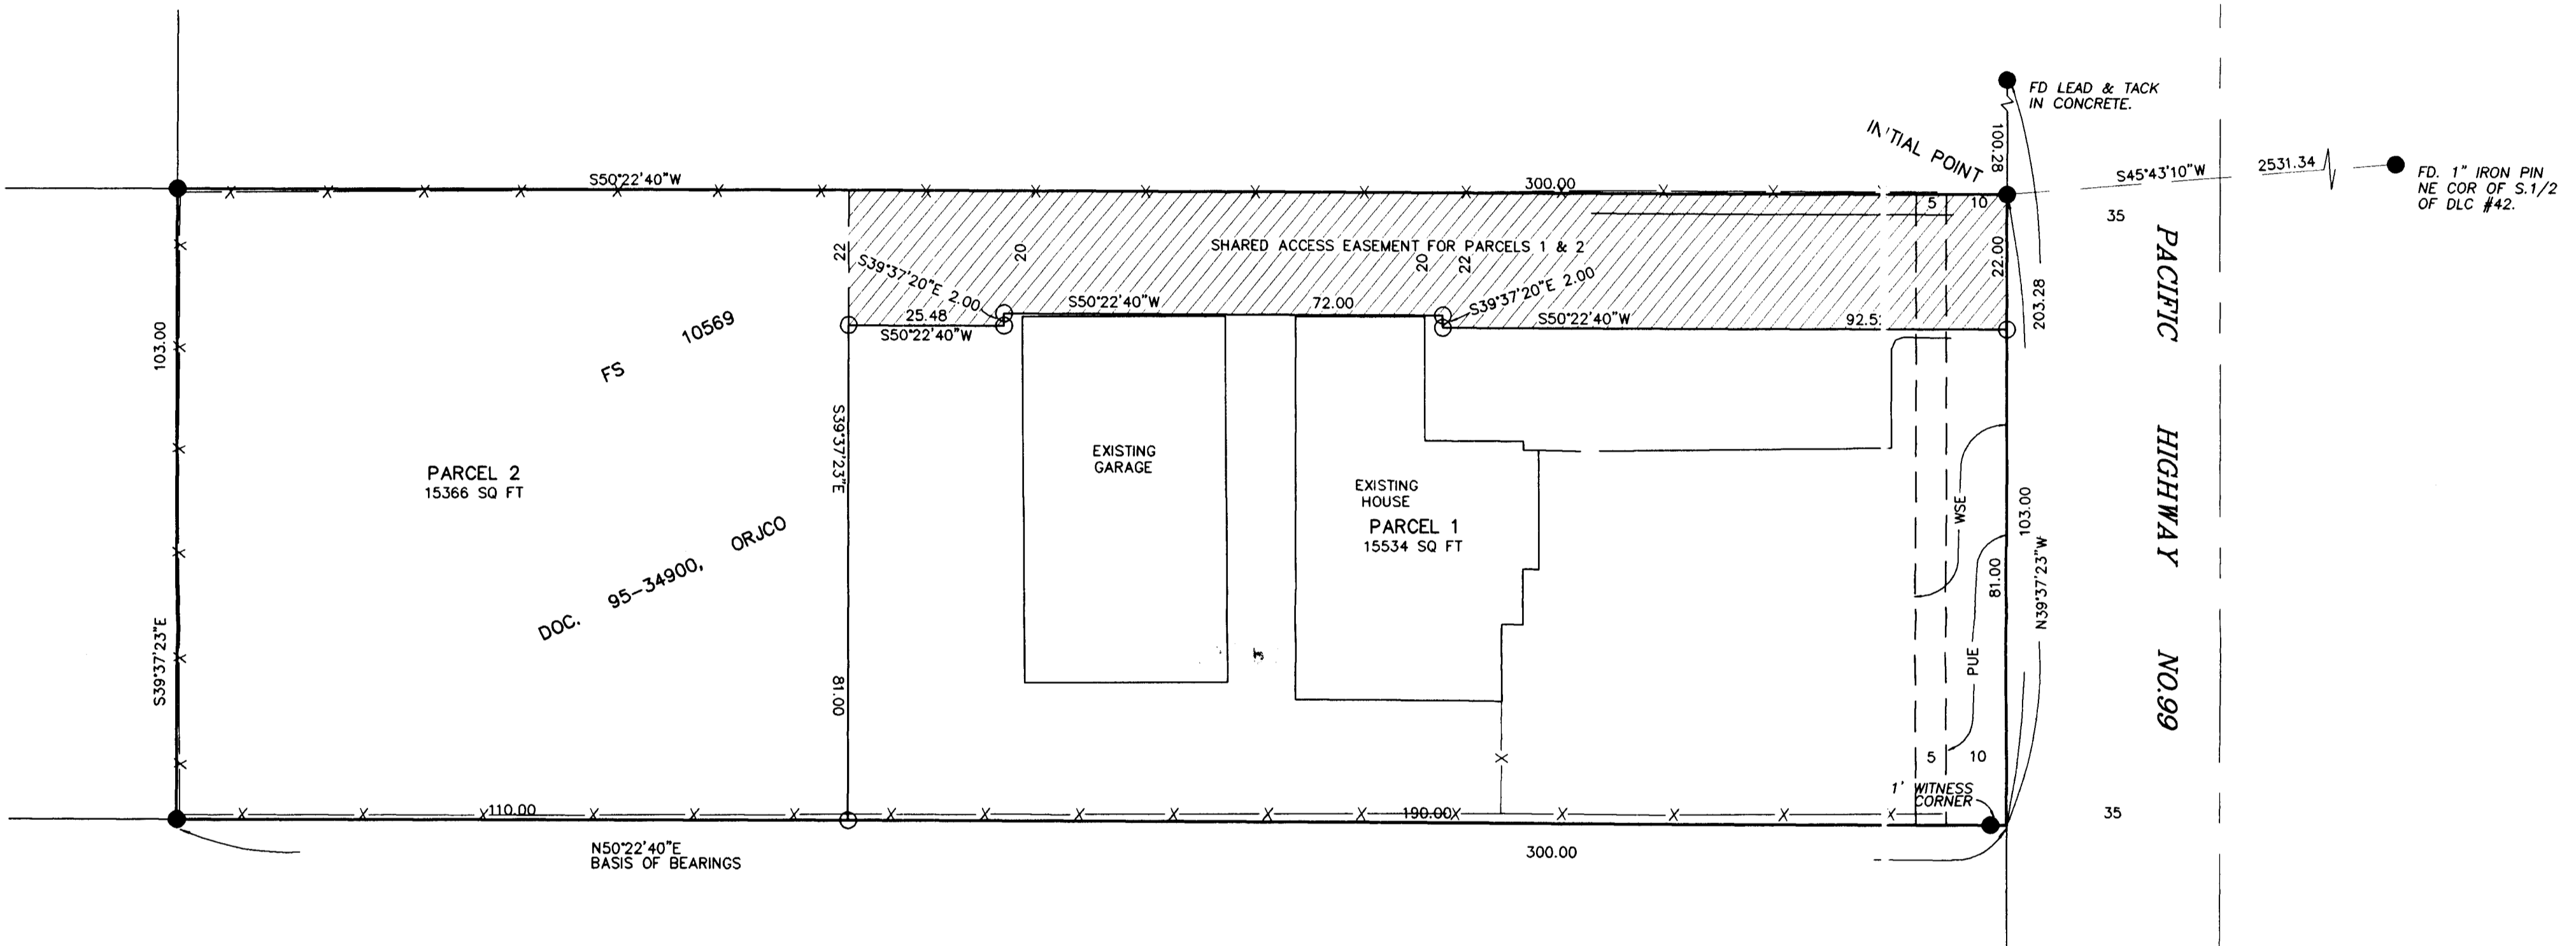 FD LEAD & TACK
IN CONCRETE.
100.28
INITIAL POINT
S45°43'10"W
2531.34
FD. 1" IRON PIN
NE COR OF S.1/2
OF DLC #42.
S50°22'40"W
300.00
5
10
35
SHARED ACCESS EASEMENT FOR PARCELS 1 & 2
22
20
20
22
22.00
203.28
S39°37'20"E 2.00
S50°22'40"W
72.00
S39°37'20"E 2.00
25.48
S50°22'40"W
S50°22'40"W
92.5
FS 10569
103.00
S39°37'23"E
S39°37'23"E
81.00
PARCEL 2
15366 SQ FT
DOC. 95-34900, ORJCO
EXISTING
GARAGE
EXISTING
HOUSE
PARCEL 1
15534 SQ FT
WSE
PUE
103.00
81.00
N39°37'23"W
PACIFIC HIGHWAY NO.99
5
10
1' WITNESS
CORNER
35
110.00
190.00
N50°22'40"E
BASIS OF BEARINGS
300.00